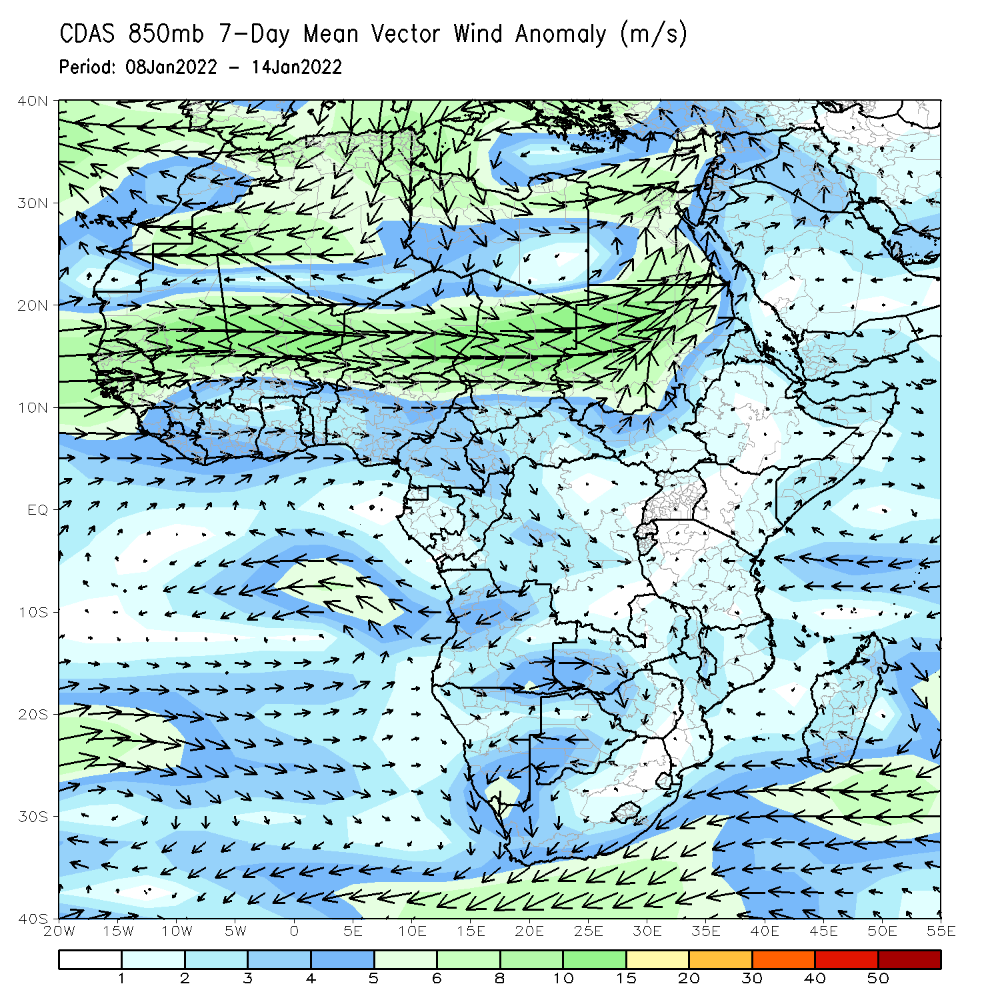 CDAS 850mb 7-Day Mean Vector Wind Anomaly (m/s)
Period: 08Jan2022 - 14Jan2022
40N
30N
20N
10N
EQ
10S
20S
30S
40S
20W 15W 10W 5W 0 5E 10E 15E 20E 25E 30E 35E 40E 45E 50E 55E
1 2 3 4 5 6 8 10 15 20 30 40 50